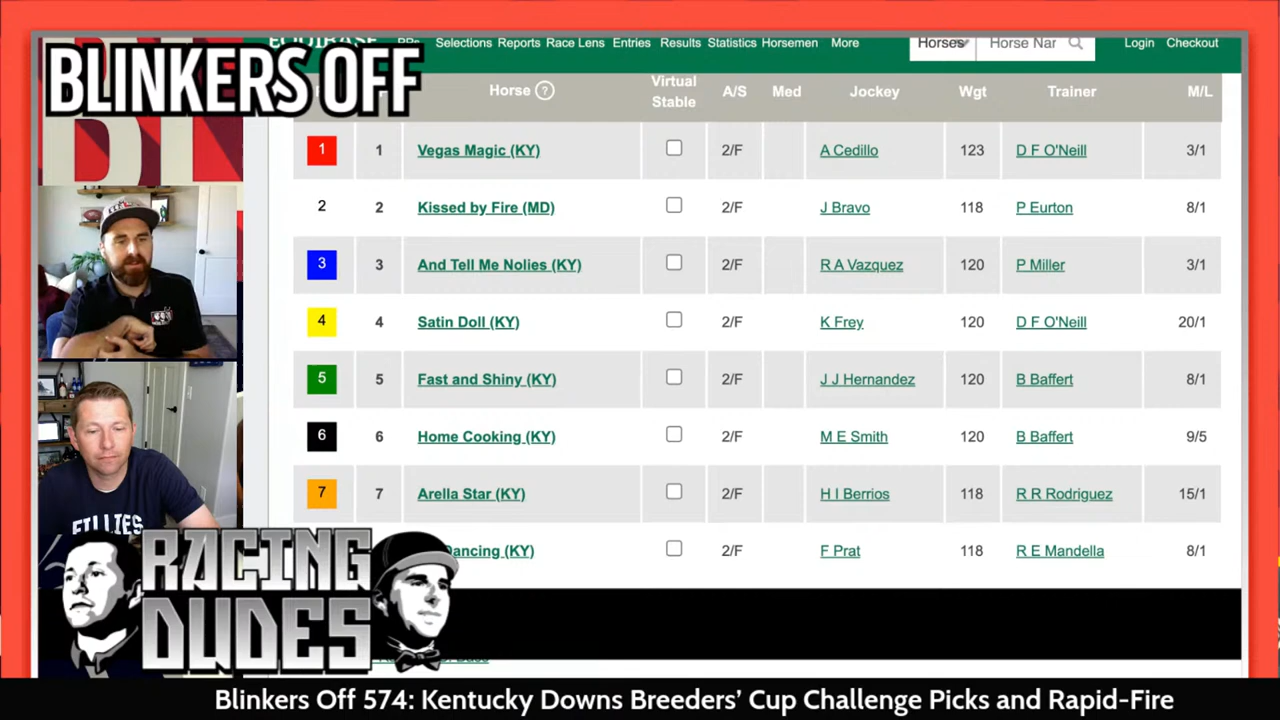 BLINKERS OFF
EQUIBASE Selections Reports Race Lens Entries Results Statistics Horsemen More Horses Horse Nar Login Checkout
Horse ? Virtual Stable A/S Med Jockey Wgt Trainer M/L
1 1 Vegas Magic (KY) 2/F A Cedillo 123 D F O'Neill 3/1
2 2 Kissed by Fire (MD) 2/F J Bravo 118 P Eurton 8/1
3 3 And Tell Me Nolies (KY) 2/F R A Vazquez 120 P Miller 3/1
4 4 Satin Doll (KY) 2/F K Frey 120 D F O'Neill 20/1
5 5 Fast and Shiny (KY) 2/F J J Hernandez 120 B Baffert 8/1
6 6 Home Cooking (KY) 2/F M E Smith 120 B Baffert 9/5
7 7 Arella Star (KY) 2/F H I Berrios 118 R R Rodriguez 15/1
Dancing (KY) 2/F F Prat 118 R E Mandella 8/1
FILLIES
RACING
DUDES
Blinkers Off 574: Kentucky Downs Breeders' Cup Challenge Picks and Rapid-Fire